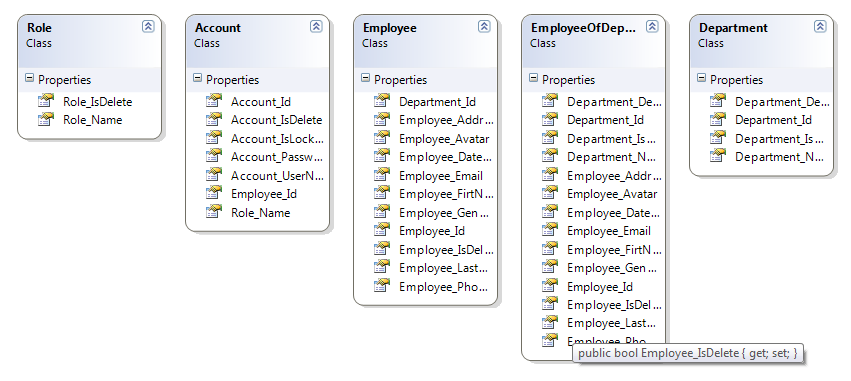 Role
Class
Properties
Role_IsDelete
Role_Name
Account
Class
Properties
Account_Id
Account_IsDelete
Account_IsLock...
Account_Passw...
Account_UserN...
Employee_Id
Role_Name
Employee
Class
Properties
Department_Id
Employee_Addr...
Employee_Avatar
Employee_Date...
Employee_Email
Employee_FirtN...
Employee_Gen...
Employee_Id
Employee_IsDel...
Employee_Last...
Employee_Pho...
EmployeeOfDep...
Class
Properties
Department_De...
Department_Id
Department_Is...
Department_N...
Employee_Addr...
Employee_Avatar
Employee_Date...
Employee_Email
Employee_FirtN...
Employee_Gen...
Employee_Id
Employee_IsDel...
Employee_Last...
Employee_Pho...
public bool Employee_IsDelete { get; set; }
Department
Class
Properties
Department_De...
Department_Id
Department_Is...
Department_N...